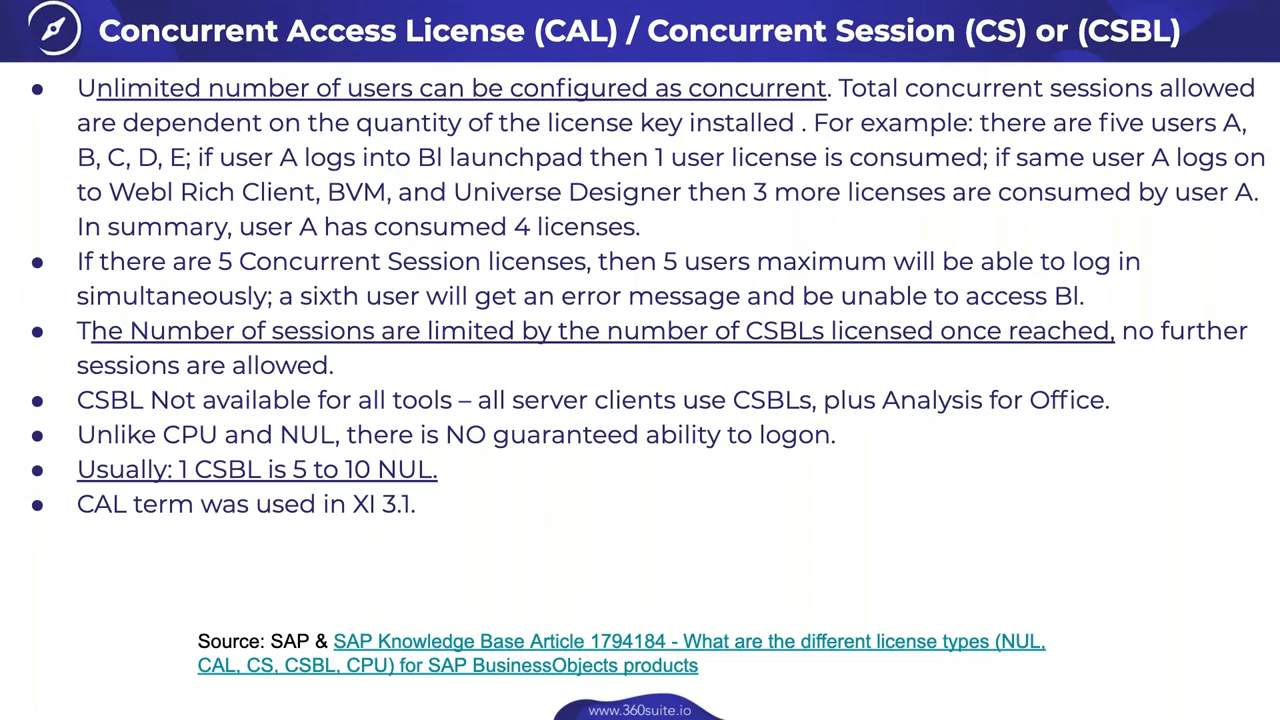 Concurrent Access License (CAL) / Concurrent Session (CS) or (CSBL)
● Unlimited number of users can be configured as concurrent. Total concurrent sessions allowed
are dependent on the quantity of the license key installed . For example: there are five users A,
B, C, D, E; if user A logs into Bl launchpad then 1 user license is consumed; if same user A logs on
to Webl Rich Client, BVM, and Universe Designer then 3 more licenses are consumed by user A.
In summary, user A has consumed 4 licenses.
● If there are 5 Concurrent Session licenses, then 5 users maximum will be able to log in
simultaneously; a sixth user will get an error message and be unable to access Bl.
● The Number of sessions are limited by the number of CSBLs licensed once reached, no further
sessions are allowed.
● CSBL Not available for all tools – all server clients use CSBLs, plus Analysis for Office.
● Unlike CPU and NUL, there is NO guaranteed ability to logon.
● Usually: 1 CSBL is 5 to 10 NUL.
● CAL term was used in XI 3.1.
Source: SAP & SAP Knowledge Base Article 1794184 - What are the different license types (NUL,
CAL, CS, CSBL, CPU) for SAP BusinessObjects products
www.360suite.io